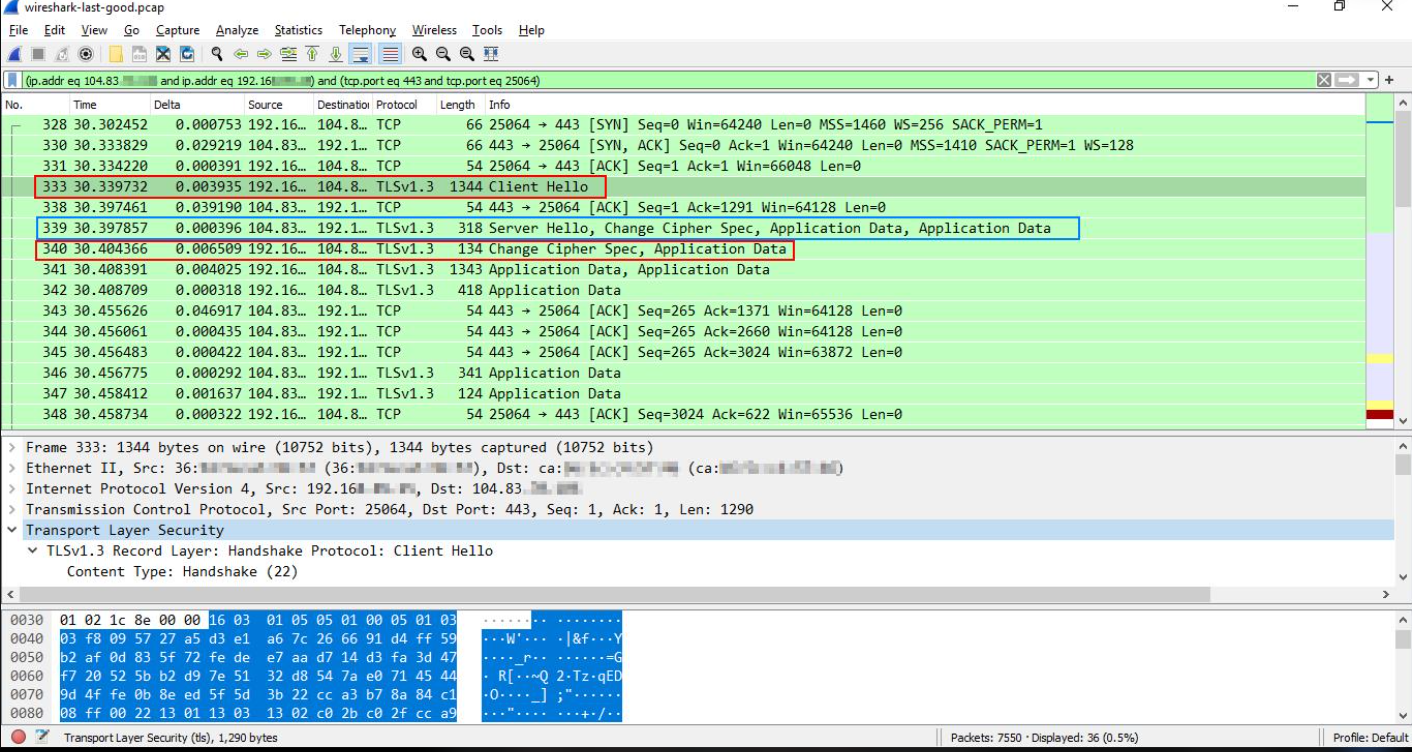 wireshark-last-good.pcap
File Edit View Go Capture Analyze Statistics Telephony Wireless Tools Help
(ip.addr eq 104.83. and ip.addr eq 192.16 ) and (tcp.port eq 443 and tcp.port eq 25064)
No. Time Delta Source Destination Protocol Length Info
328 30.302452 0.000753 192.16… 104.8… TCP 66 25064 → 443 [SYN] Seq=0 Win=64240 Len=0 MSS=1460 WS=256 SACK_PERM=1
330 30.333829 0.029219 104.83… 192.1… TCP 66 443 → 25064 [SYN, ACK] Seq=0 Ack=1 Win=64240 Len=0 MSS=1410 SACK_PERM=1 WS=128
331 30.334220 0.000391 192.16… 104.8… TCP 54 25064 → 443 [ACK] Seq=1 Ack=1 Win=66048 Len=0
333 30.339732 0.003935 192.16… 104.8… TLSv1.3 1344 Client Hello
338 30.397461 0.039190 104.83… 192.1… TCP 54 443 → 25064 [ACK] Seq=1 Ack=1291 Win=64128 Len=0
339 30.397857 0.000396 104.83… 192.1… TLSv1.3 318 Server Hello, Change Cipher Spec, Application Data, Application Data
340 30.404366 0.006509 192.16… 104.8… TLSv1.3 134 Change Cipher Spec, Application Data
341 30.408391 0.004025 192.16… 104.8… TLSv1.3 1343 Application Data, Application Data
342 30.408709 0.000318 192.16… 104.8… TLSv1.3 418 Application Data
343 30.455626 0.046917 104.83… 192.1… TCP 54 443 → 25064 [ACK] Seq=265 Ack=1371 Win=64128 Len=0
344 30.456061 0.000435 104.83… 192.1… TCP 54 443 → 25064 [ACK] Seq=265 Ack=2660 Win=64128 Len=0
345 30.456483 0.000422 104.83… 192.1… TCP 54 443 → 25064 [ACK] Seq=265 Ack=3024 Win=63872 Len=0
346 30.456775 0.000292 104.83… 192.1… TLSv1.3 341 Application Data
347 30.458412 0.001637 104.83… 192.1… TLSv1.3 124 Application Data
348 30.458734 0.000322 192.16… 104.8… TCP 54 25064 → 443 [ACK] Seq=3024 Ack=622 Win=65536 Len=0
Frame 333: 1344 bytes on wire (10752 bits), 1344 bytes captured (10752 bits)
Ethernet II, Src: 36: (36: ), Dst: ca: (ca: )
Internet Protocol Version 4, Src: 192.16 , Dst: 104.83.
Transmission Control Protocol, Src Port: 25064, Dst Port: 443, Seq: 1, Ack: 1, Len: 1290
Transport Layer Security
TLSv1.3 Record Layer: Handshake Protocol: Client Hello
Content Type: Handshake (22)
0030 01 02 1c 8e 00 00 16 03 01 05 05 01 00 05 01 03 ········ ········
0040 03 f8 09 57 27 a5 d3 e1 a6 7c 26 66 91 d4 ff 59 ···W'··· ·|&f···Y
0050 b2 af 0d 83 5f 72 fe de e7 aa d7 14 d3 fa 3d 47 ····_r·· ······=G
0060 f7 20 52 5b b2 d9 7e 51 32 d8 54 7a e0 71 45 44 · R[··~Q 2·Tz·qED
0070 9d 4f fe 0b 8e ed 5f 5d 3b 22 cc a3 b7 8a 84 c1 ·O····_] ;"······
0080 08 ff 00 22 13 01 13 03 13 02 c0 2b c0 2f cc a9 ···"···· ···+·/··
Transport Layer Security (tls), 1,290 bytes Packets: 7550 · Displayed: 36 (0.5%) Profile: Default